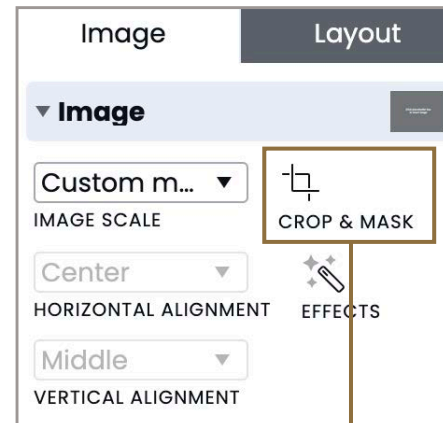 Image Layout
Image
Custom m...
IMAGE SCALE CROP & MASK
Center
HORIZONTAL ALIGNMENT EFFECTS
Middle
VERTICAL ALIGNMENT